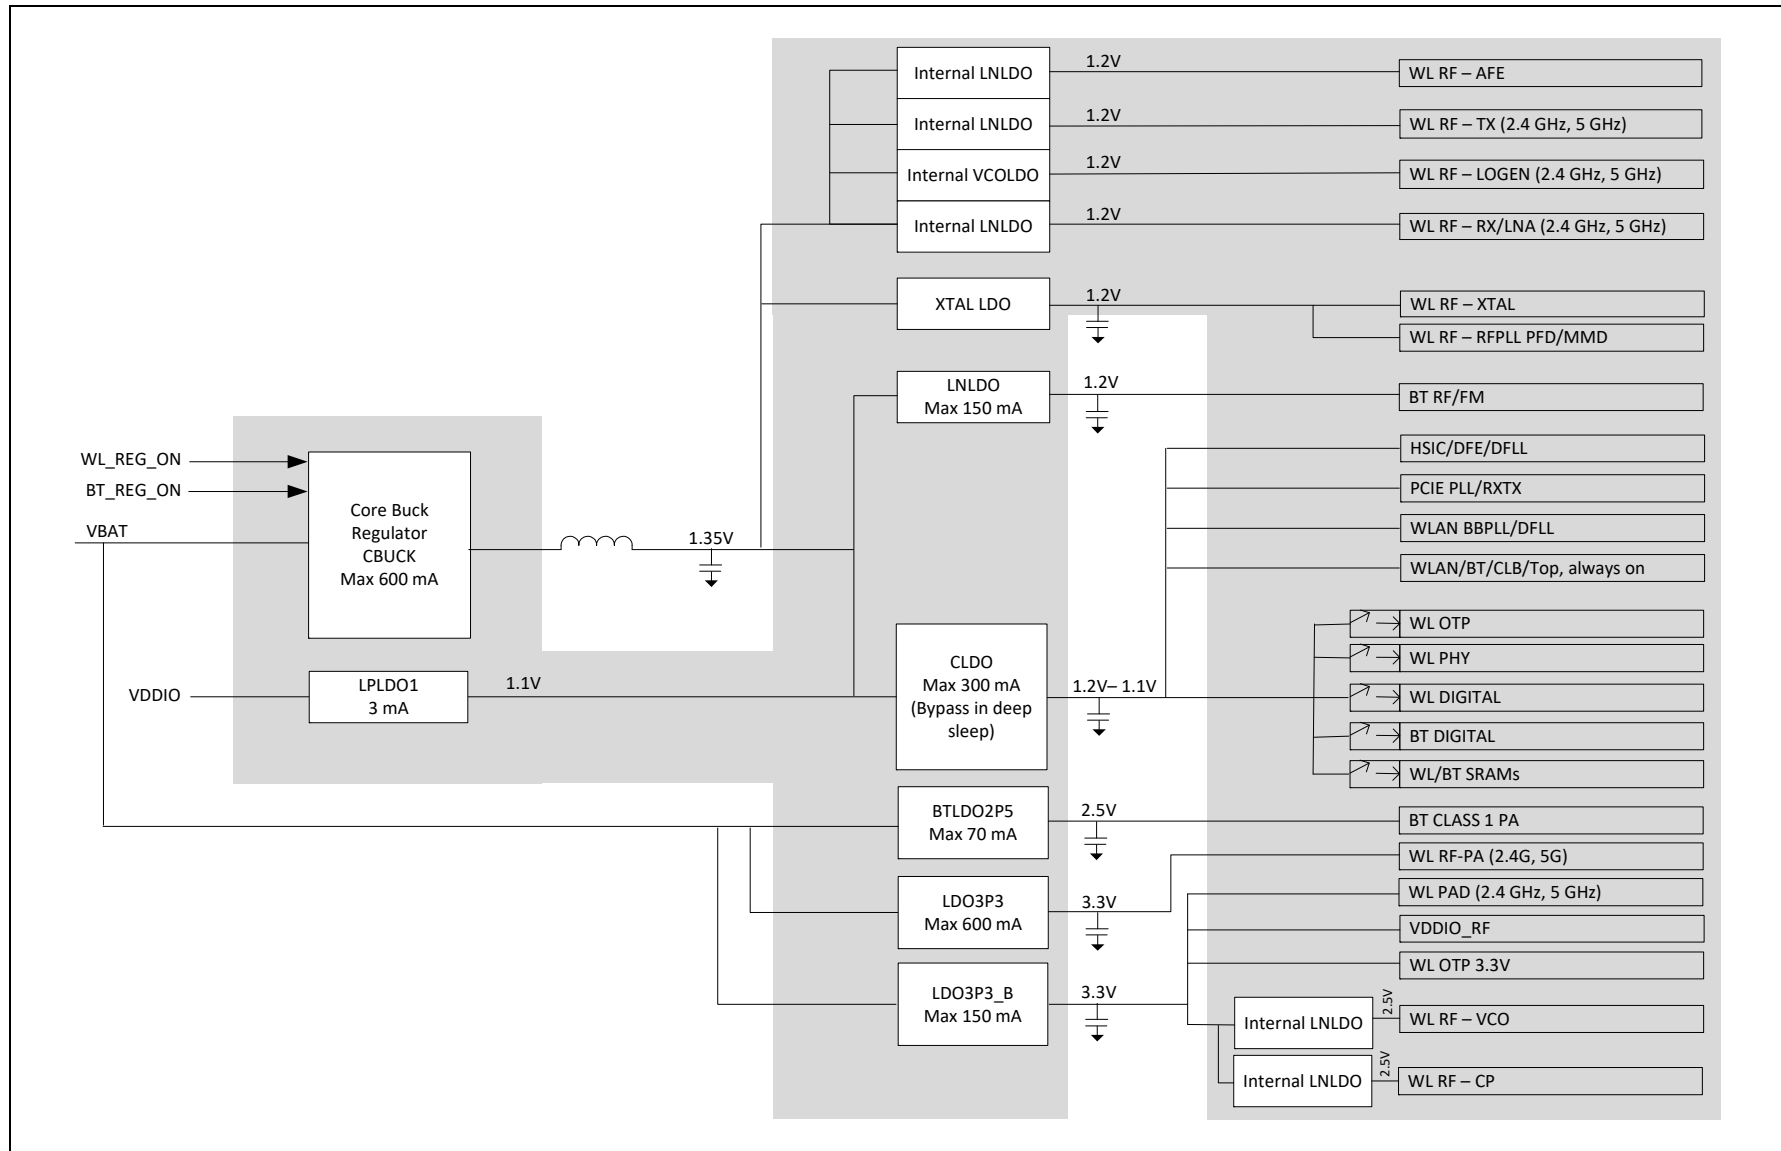 Internal LNLDO
1.2V
WL RF – AFE
Internal LNLDO
1.2V
WL RF – TX (2.4 GHz, 5 GHz)
Internal VCOLDO
1.2V
WL RF – LOGEN (2.4 GHz, 5 GHz)
Internal LNLDO
1.2V
WL RF – RX/LNA (2.4 GHz, 5 GHz)
XTAL LDO
1.2V
WL RF – XTAL
WL RF – RFPLL PFD/MMD
LNLDO
Max 150 mA
1.2V
BT RF/FM
WL_REG_ON
BT_REG_ON
VBAT
Core Buck
Regulator
CBUCK
Max 600 mA
1.35V
HSIC/DFE/DFLL
PCIE PLL/RXTX
WLAN BBPLL/DFLL
WLAN/BT/CLB/Top, always on
VDDIO
LPLDO1
3 mA
1.1V
CLDO
Max 300 mA
(Bypass in deep
sleep)
1.2V– 1.1V
WL OTP
WL PHY
WL DIGITAL
BT DIGITAL
WL/BT SRAMs
BTLDO2P5
Max 70 mA
2.5V
BT CLASS 1 PA
LDO3P3
Max 600 mA
3.3V
WL RF-PA (2.4G, 5G)
WL PAD (2.4 GHz, 5 GHz)
VDDIO_RF
WL OTP 3.3V
LDO3P3_B
Max 150 mA
3.3V
Internal LNLDO
2.5V
WL RF – VCO
Internal LNLDO
2.5V
WL RF – CP